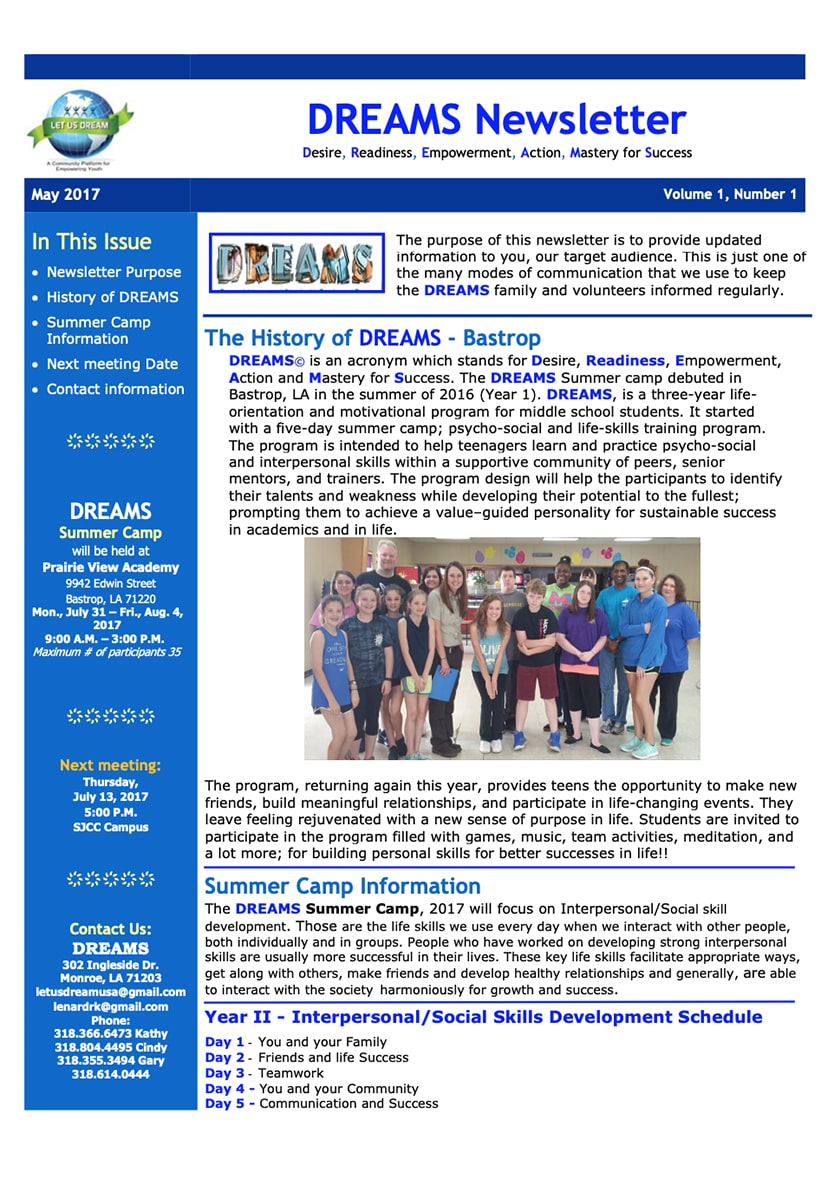 LET US DREAM
A Community Platform for
Empowering Youth
DREAMS Newsletter
Desire, Readiness, Empowerment, Action, Mastery for Success
May 2017
Volume 1, Number 1
In This Issue
• Newsletter Purpose
• History of DREAMS
• Summer Camp
Information
• Next meeting Date
• Contact information
DREAMS
Summer Camp
will be held at
Prairie View Academy
9942 Edwin Street
Bastrop, LA 71220
Mon., July 31 – Fri., Aug. 4,
2017
9:00 A.M. – 3:00 P.M.
Maximum # of participants 35
Next meeting:
Thursday,
July 13, 2017
5:00 P.M.
SJCC Campus
Contact Us:
DREAMS
302 Ingleside Dr.
Monroe, LA 71203
letusdreamusa@gmail.com
lenardrk@gmail.com
Phone:
318.366.6473 Kathy
318.804.4495 Cindy
318.355.3494 Gary
318.614.0444
DREAMS
The purpose of this newsletter is to provide updated
information to you, our target audience. This is just one of
the many modes of communication that we use to keep
the DREAMS family and volunteers informed regularly.
The History of DREAMS - Bastrop
DREAMS© is an acronym which stands for Desire, Readiness, Empowerment,
Action and Mastery for Success. The DREAMS Summer camp debuted in
Bastrop, LA in the summer of 2016 (Year 1). DREAMS, is a three-year life-
orientation and motivational program for middle school students. It started
with a five-day summer camp; psycho-social and life-skills training program.
The program is intended to help teenagers learn and practice psycho-social
and interpersonal skills within a supportive community of peers, senior
mentors, and trainers. The program design will help the participants to identify
their talents and weakness while developing their potential to the fullest;
prompting them to achieve a value–guided personality for sustainable success
in academics and in life.
The program, returning again this year, provides teens the opportunity to make new
friends, build meaningful relationships, and participate in life-changing events. They
leave feeling rejuvenated with a new sense of purpose in life. Students are invited to
participate in the program filled with games, music, team activities, meditation, and
a lot more; for building personal skills for better successes in life!!
Summer Camp Information
The DREAMS Summer Camp, 2017 will focus on Interpersonal/Social skill
development. Those are the life skills we use every day when we interact with other people,
both individually and in groups. People who have worked on developing strong interpersonal
skills are usually more successful in their lives. These key life skills facilitate appropriate ways,
get along with others, make friends and develop healthy relationships and generally, are able
to interact with the society harmoniously for growth and success.
Year II - Interpersonal/Social Skills Development Schedule
Day 1 - You and your Family
Day 2 - Friends and life Success
Day 3 - Teamwork
Day 4 - You and your Community
Day 5 - Communication and Success